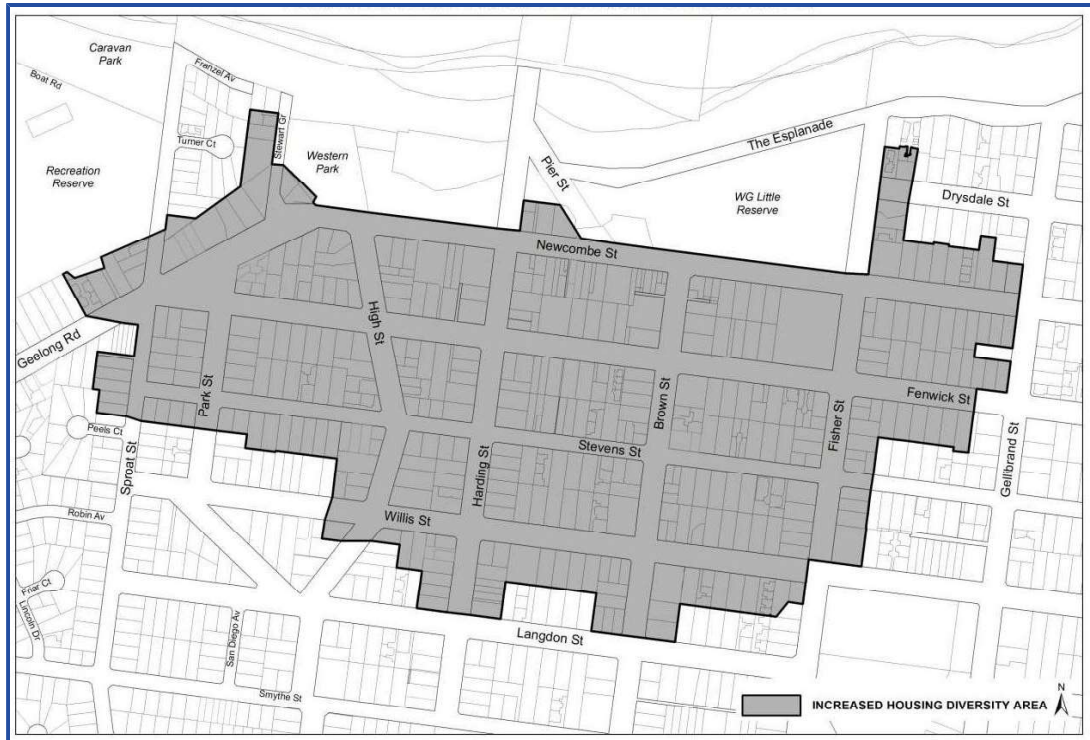 Caravan
Park
Boat Rd
Franzel Av
Turner Ct
Stewart Gr
Recreation
Reserve
Western
Park
Pier St
The Esplanade
WG Little
Reserve
Drysdale St
Newcombe St
High St
Geelong Rd
Park St
Fenwick St
Brown St
Fisher St
Gellibrand St
Peels Ct
Sproat St
Stevens St
Harding St
Robin Av
Willis St
Friar Ct
Lincoln Dr
San Diego Av
Langdon St
Smythe St
INCREASED HOUSING DIVERSITY AREA
N